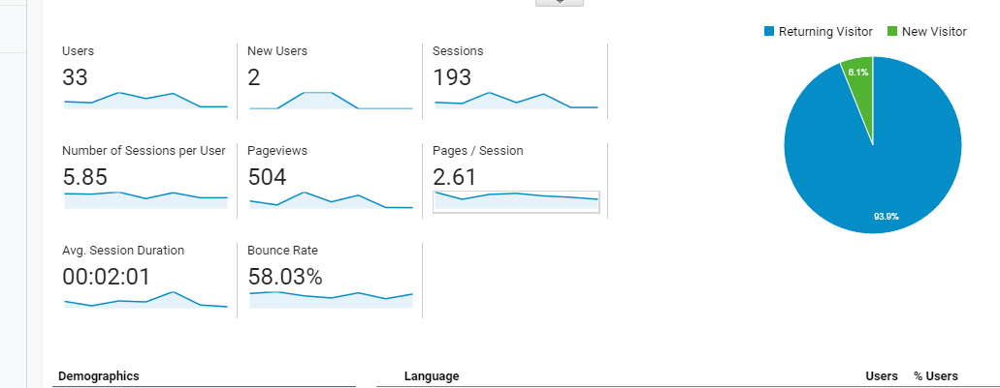 Returning Visitor New Visitor
Users
33
New Users
2
Sessions
193
Number of Sessions per User
5.85
Pageviews
504
Pages / Session
2.61
Avg. Session Duration
00:02:01
Bounce Rate
58.03%
6.1%
93.9%
Demographics Language Users % Users